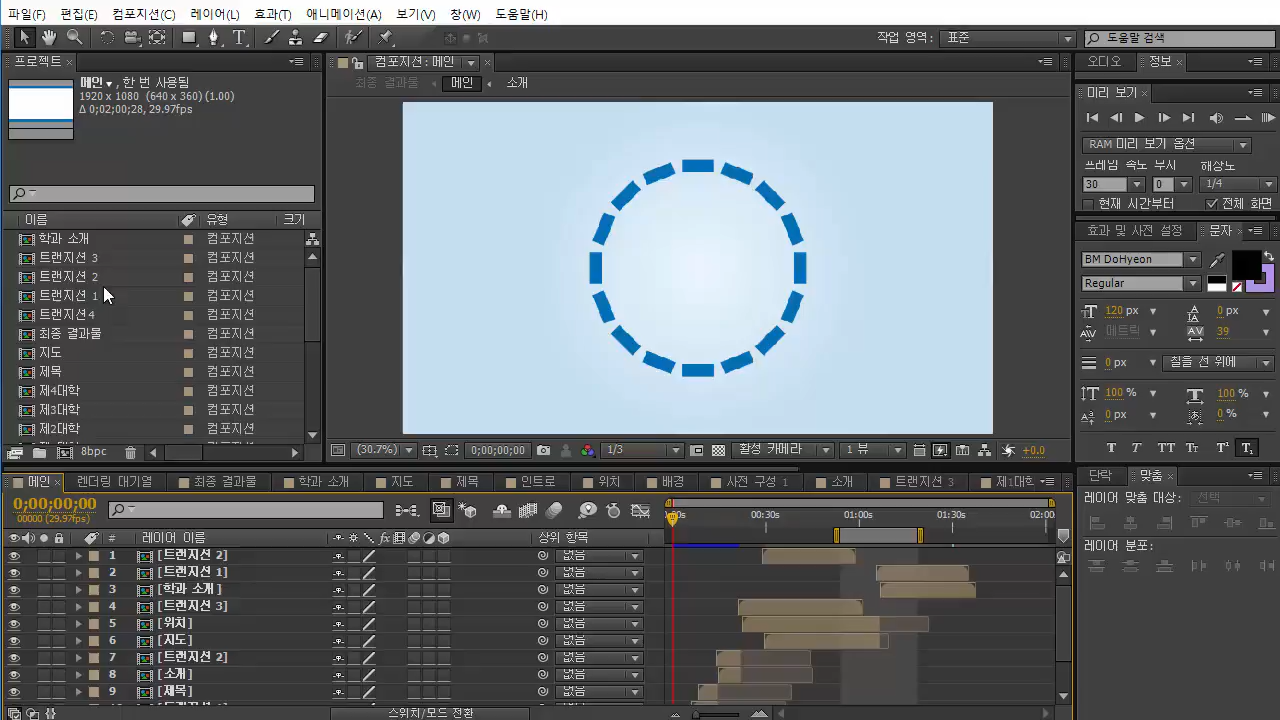 파일(F) 편집(E) 컴포지션(C) 레이어(L) 효과(T) 애니메이션(A) 보기(V) 창(W) 도움말(H)
작업 영역: 표준 도움말 검색
프로젝트 × 컴포지션: 메인 × 오디오 정보 ×
메인 ▾, 한 번 사용됨
1920 x 1080 (640 x 360) (1.00)
Δ 0;02;00;28, 29.97fps
최종 결과물 메인 소개
미리 보기 ×
RAM 미리 보기 옵션
프레임 속도 무시 해상도
30 0 1/4
현재 시간부터 전체 화면
이름 유형 크기
학과 소개 컴포지션
트랜지션 3 컴포지션
트랜지션 2 컴포지션
트랜지션 1 컴포지션
트랜지션4 컴포지션
최종 결과물 컴포지션
지도 컴포지션
제목 컴포지션
제4대학 컴포지션
제3대학 컴포지션
제2대학 컴포지션
8bpc
효과 및 사전 설정 문자 ×
BM DoHyeon
Regular
120 px 0 px
메트릭 39
0 px 칠을 선 위에
100 % 100 %
0 px 0 %
T T TT Tт T¹ T₁
(30.7%) 0;00;00;00 1/3 활성 카메라 1 뷰 +0.0
메인 × 렌더링 대기열 최종 결과물 학과 소개 지도 제목 인트로 위치 배경 사전 구성 1 소개 트랜지션 3 제1대학
단락 맞춤 ×
0;00;00;00
00000 (29.97fps)
00s 00:30s 01:00s 01:30s 02:00s
레이어 맞춤 대상: 선택
레이어 분포:
# 레이어 이름 상위 항목
1 [트랜지션 2] 없음
2 [트랜지션 1] 없음
3 [학과 소개] 없음
4 [트랜지션 3] 없음
5 [위치] 없음
6 [지도] 없음
7 [트랜지션 2] 없음
8 [소개] 없음
9 [제목] 없음
스위치/모드 전환